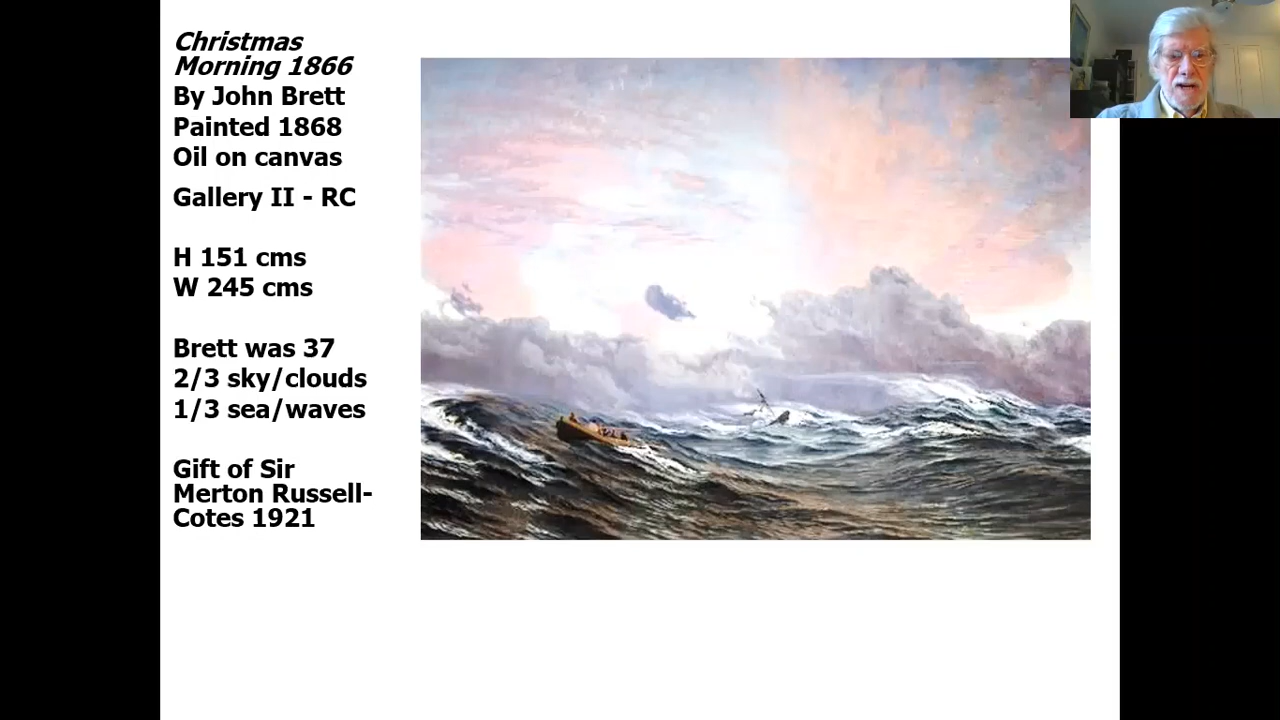 Christmas
Morning 1866
By John Brett
Painted 1868
Oil on canvas
Gallery II - RC
H 151 cms
W 245 cms
Brett was 37
2/3 sky/clouds
1/3 sea/waves
Gift of Sir
Merton Russell-
Cotes 1921